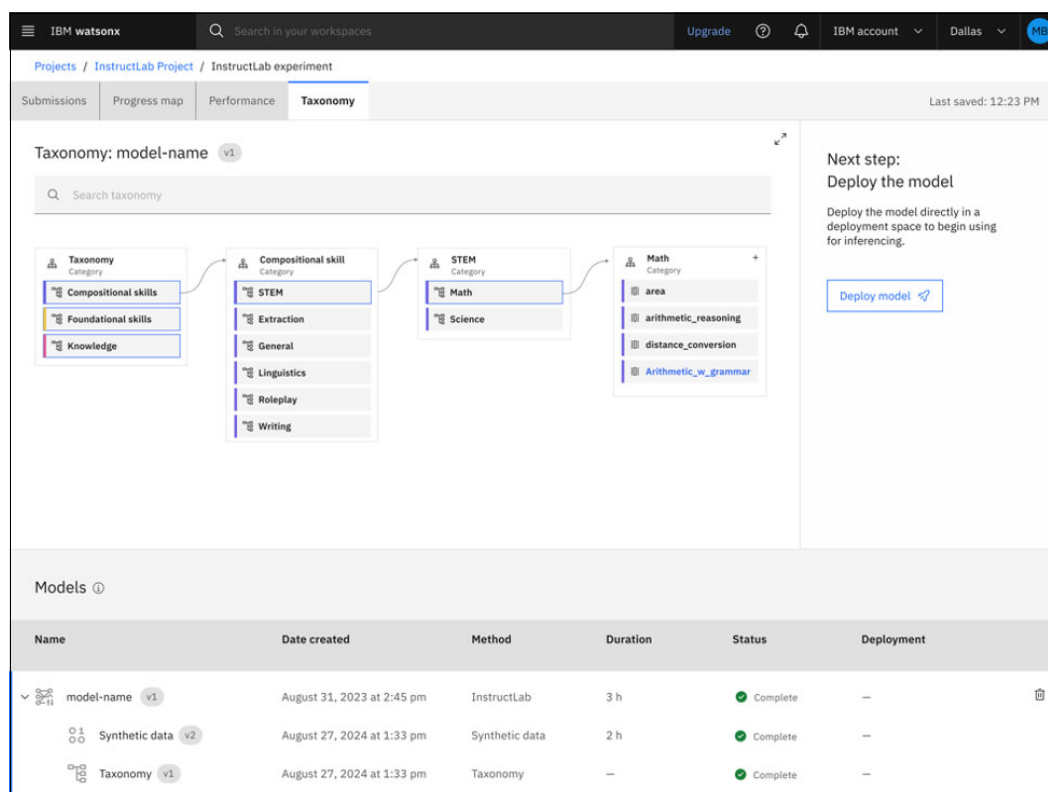 IBM watsonx Search in your workspaces Upgrade IBM account Dallas MB
Projects / InstructLab Project / InstructLab experiment
Submissions Progress map Performance Taxonomy Last saved: 12:23 PM
Taxonomy: model-name v1
Search taxonomy
Taxonomy
Category
Compositional skills
Foundational skills
Knowledge
Compositional skill
Category
STEM
Extraction
General
Linguistics
Roleplay
Writing
STEM
Category
Math
Science
Math
Category
area
arithmetic_reasoning
distance_conversion
Arithmetic_w_grammar
Next step:
Deploy the model
Deploy the model directly in a
deployment space to begin using
for inferencing.
Deploy model
Models
Name Date created Method Duration Status Deployment
model-name v1 August 31, 2023 at 2:45 pm InstructLab 3 h Complete –
Synthetic data v2 August 27, 2024 at 1:33 pm Synthetic data 2 h Complete –
Taxonomy v1 August 27, 2024 at 1:33 pm Taxonomy – Complete –